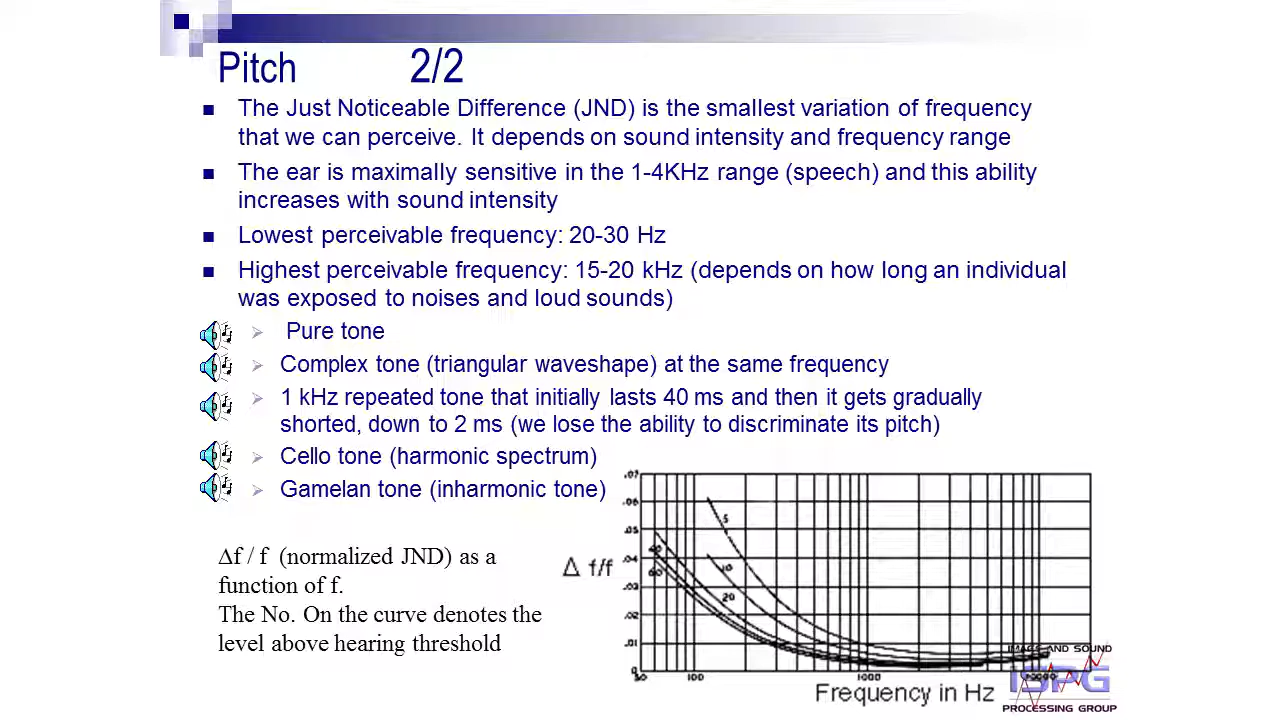 Pitch 2/2
The Just Noticeable Difference (JND) is the smallest variation of frequency
that we can perceive. It depends on sound intensity and frequency range
The ear is maximally sensitive in the 1-4KHz range (speech) and this ability
increases with sound intensity
Lowest perceivable frequency: 20-30 Hz
Highest perceivable frequency: 15-20 kHz (depends on how long an individual
was exposed to noises and loud sounds)
Pure tone
Complex tone (triangular waveshape) at the same frequency
1 kHz repeated tone that initially lasts 40 ms and then it gets gradually
shorted, down to 2 ms (we lose the ability to discriminate its pitch)
Cello tone (harmonic spectrum)
Gamelan tone (inharmonic tone)
Δf / f (normalized JND) as a
function of f.
The No. On the curve denotes the
level above hearing threshold
Δ f/f
.07
.06
.05
.04
.03
.02
.01
0
5
10
20
60
100
1000
10000
Frequency in Hz
IMAGE AND SOUND
ISPG
PROCESSING GROUP